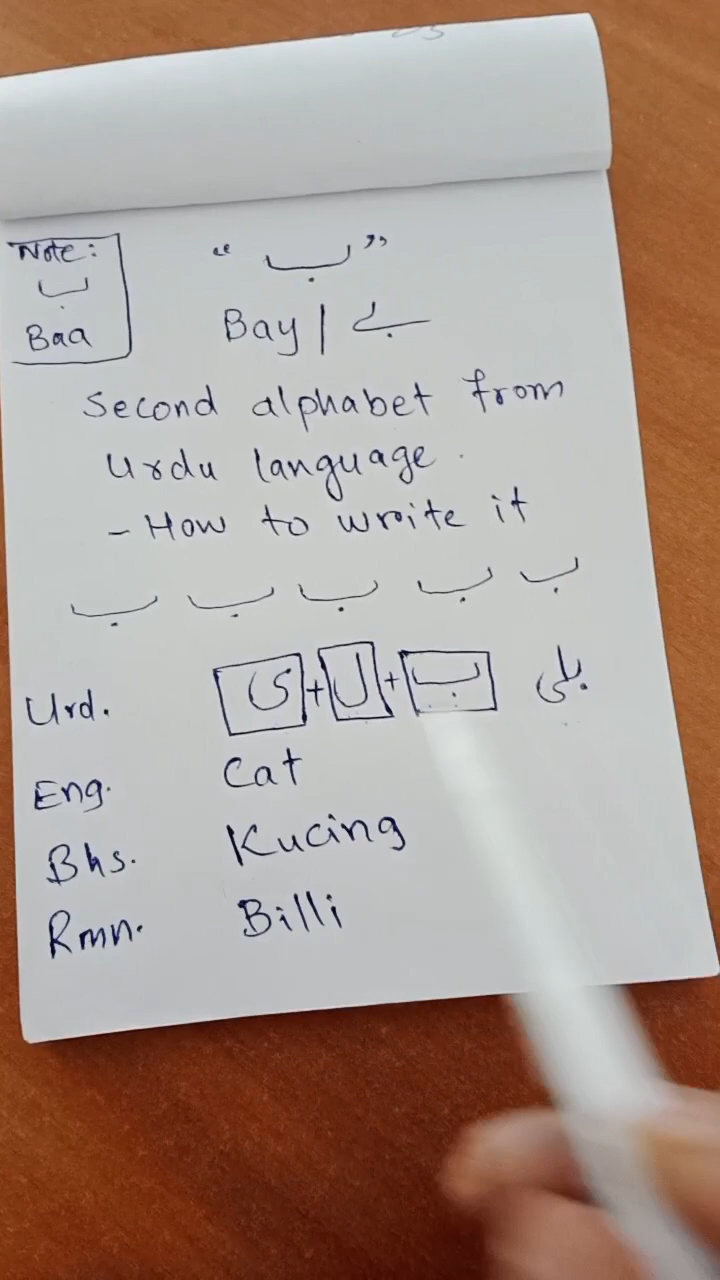 Note:
ب
Baa
“ ب ”
Bay / بے
Second alphabet from
Urdu language.
- How to write it
ب ب ب ب ب
Urd. ی + ل + ب بلی
Eng. Cat
Bhs. Kucing
Rmn. Billi